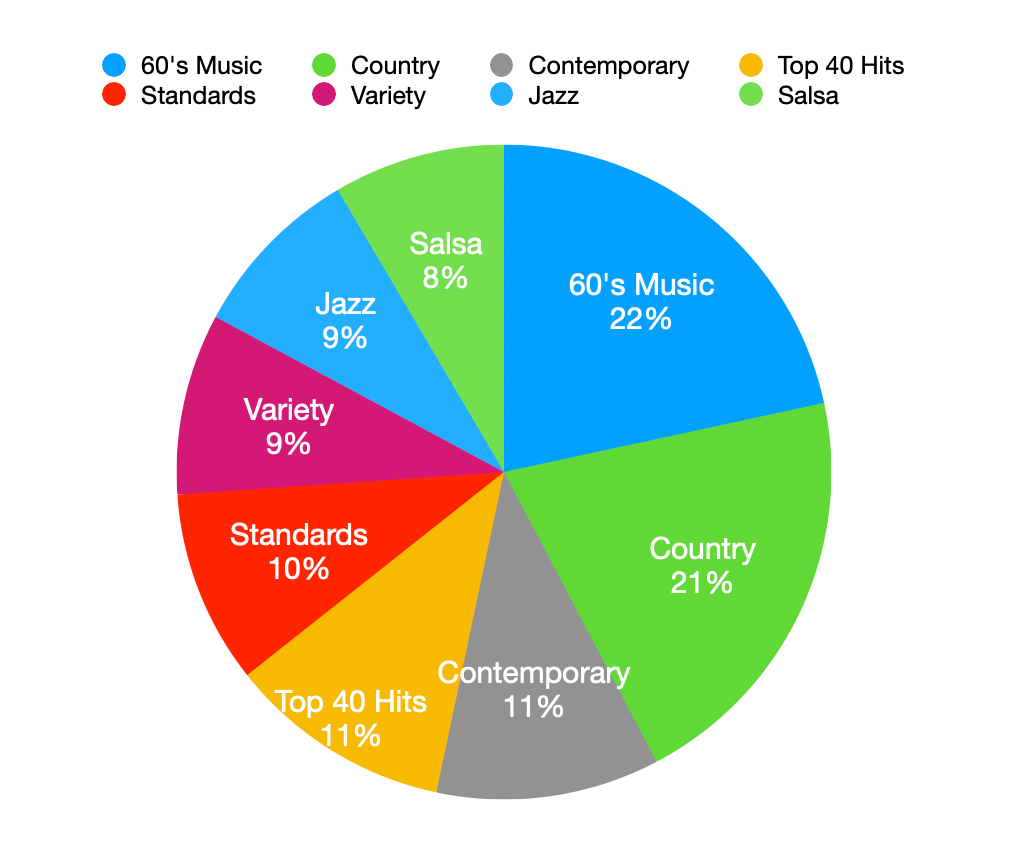 60's Music
Country
Contemporary
Top 40 Hits
Standards
Variety
Jazz
Salsa
Salsa
8%
60's Music
22%
Jazz
9%
Variety
9%
Standards
10%
Country
21%
Contemporary
11%
Top 40 Hits
11%